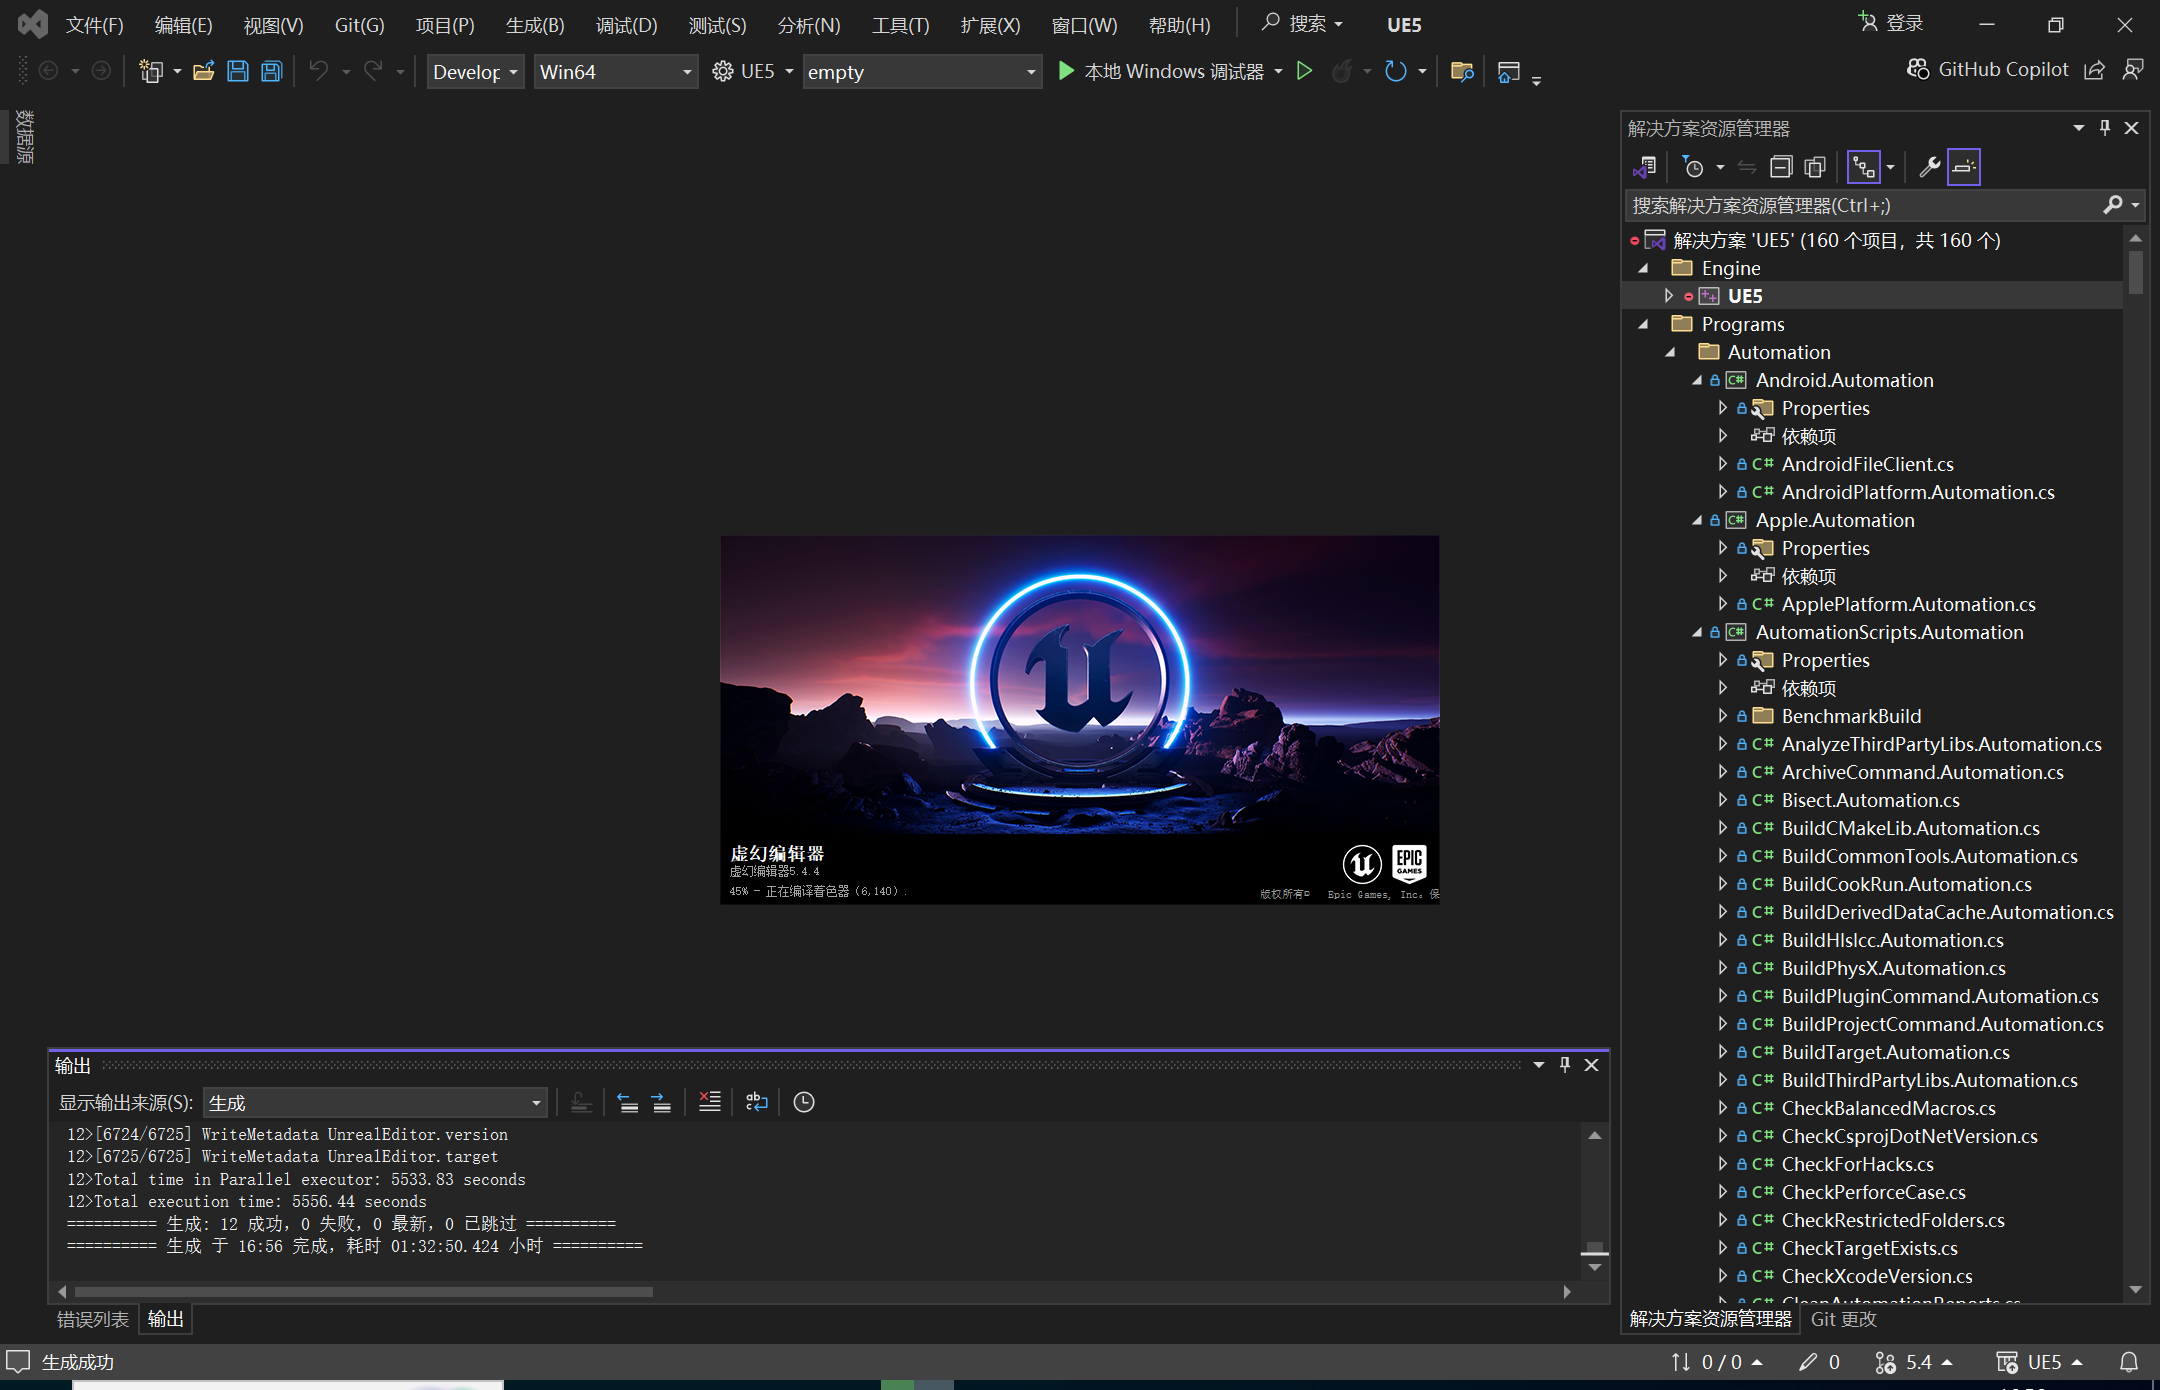 文件(F) 编辑(E) 视图(V) Git(G) 项目(P) 生成(B) 调试(D) 测试(S) 分析(N) 工具(T) 扩展(X) 窗口(W) 帮助(H) 搜索 UE5 登录
Develop Win64 UE5 empty 本地 Windows 调试器 GitHub Copilot
数据源
解决方案资源管理器
搜索解决方案资源管理器(Ctrl+;)
解决方案 'UE5' (160 个项目，共 160 个)
Engine
UE5
Programs
Automation
C# Android.Automation
Properties
依赖项
C# AndroidFileClient.cs
C# AndroidPlatform.Automation.cs
C# Apple.Automation
Properties
依赖项
C# ApplePlatform.Automation.cs
C# AutomationScripts.Automation
Properties
依赖项
BenchmarkBuild
C# AnalyzeThirdPartyLibs.Automation.cs
C# ArchiveCommand.Automation.cs
C# Bisect.Automation.cs
C# BuildCMakeLib.Automation.cs
C# BuildCommonTools.Automation.cs
C# BuildCookRun.Automation.cs
C# BuildDerivedDataCache.Automation.cs
C# BuildHlslcc.Automation.cs
C# BuildPhysX.Automation.cs
C# BuildPluginCommand.Automation.cs
C# BuildProjectCommand.Automation.cs
C# BuildTarget.Automation.cs
C# BuildThirdPartyLibs.Automation.cs
C# CheckBalancedMacros.cs
C# CheckCsprojDotNetVersion.cs
C# CheckForHacks.cs
C# CheckPerforceCase.cs
C# CheckRestrictedFolders.cs
C# CheckTargetExists.cs
C# CheckXcodeVersion.cs
C# CleanAutomationReports.cs
解决方案资源管理器 Git 更改
虚幻编辑器
虚幻编辑器5.4.4
45% - 正在编译着色器 (6,140) .
EPIC
GAMES
版权所有© Epic Games, Inc。保
输出
显示输出来源(S): 生成
12>[6724/6725] WriteMetadata UnrealEditor.version
12>[6725/6725] WriteMetadata UnrealEditor.target
12>Total time in Parallel executor: 5533.83 seconds
12>Total execution time: 5556.44 seconds
========== 生成: 12 成功，0 失败，0 最新，0 已跳过 ==========
========== 生成 于 16:56 完成，耗时 01:32:50.424 小时 ==========
错误列表 输出
生成成功 0 / 0 0 5.4 UE5